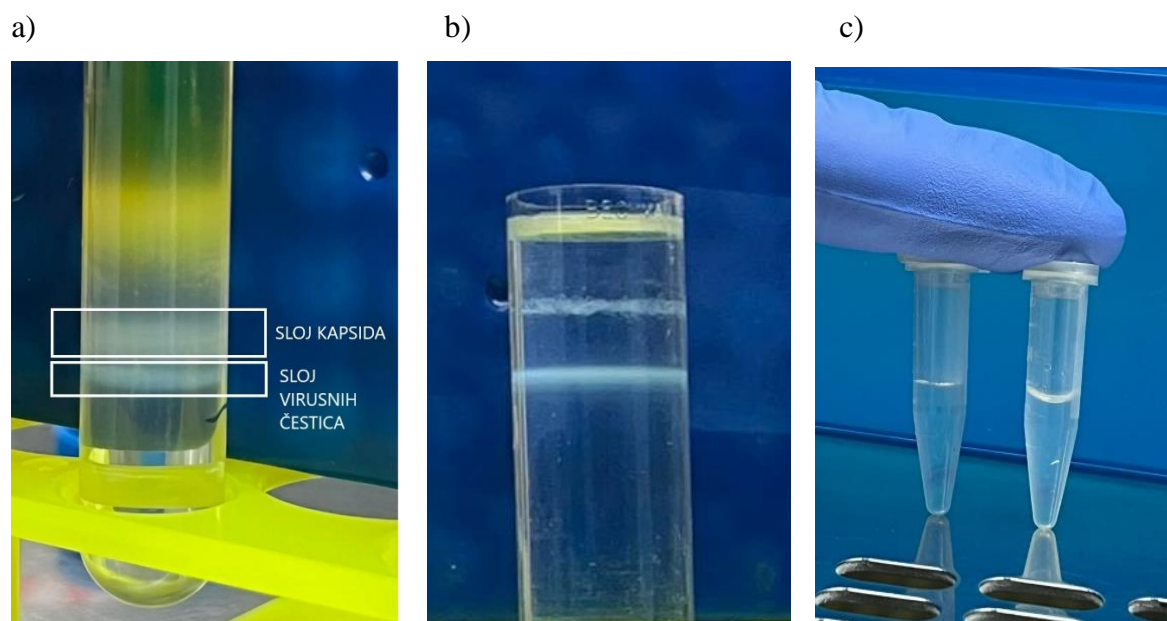 a)
b)
c)
SLOJ KAPSIDA
SLOJ
VIRUSNIH
ČESTICA